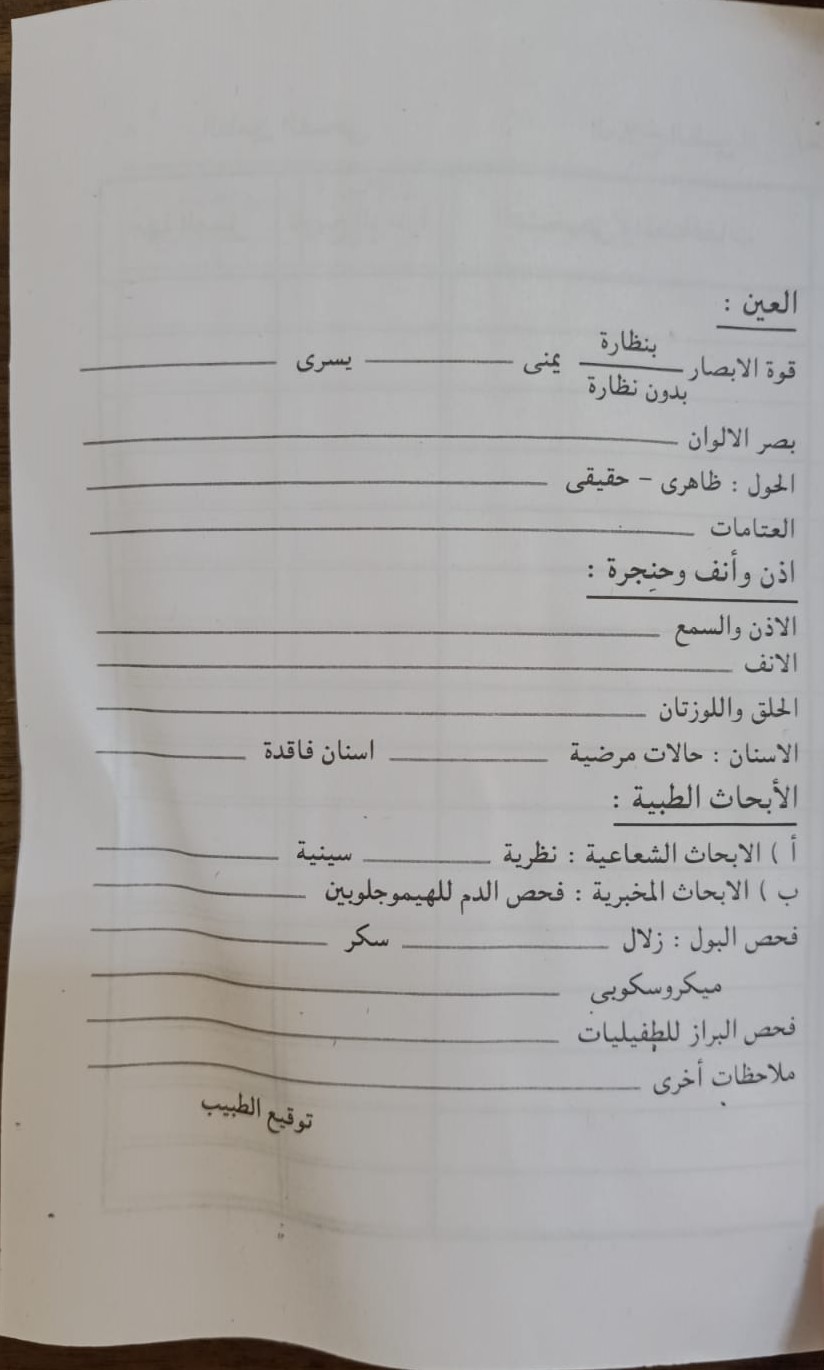 العين :
قوة الابصار بنظارة / بدون نظارة يمنى ________ يسرى ________
بصر الالوان ________
الحول : ظاهرى - حقيقى ________
العتامات ________
اذن وأنف وحنجرة :
الاذن والسمع ________
الانف ________
الحلق واللوزتان ________
الاسنان : حالات مرضية ________ اسنان فاقدة ________
الأبحاث الطبية :
أ ) الابحاث الشعاعية : نظرية ________ سينية ________
ب ) الابحاث المخبرية : فحص الدم للهيموجلوبين ________
فحص البول : زلال ________ سكر ________
ميكروسكوبى ________
فحص البراز للطفيليات ________
ملاحظات أخرى ________
توقيع الطبيب